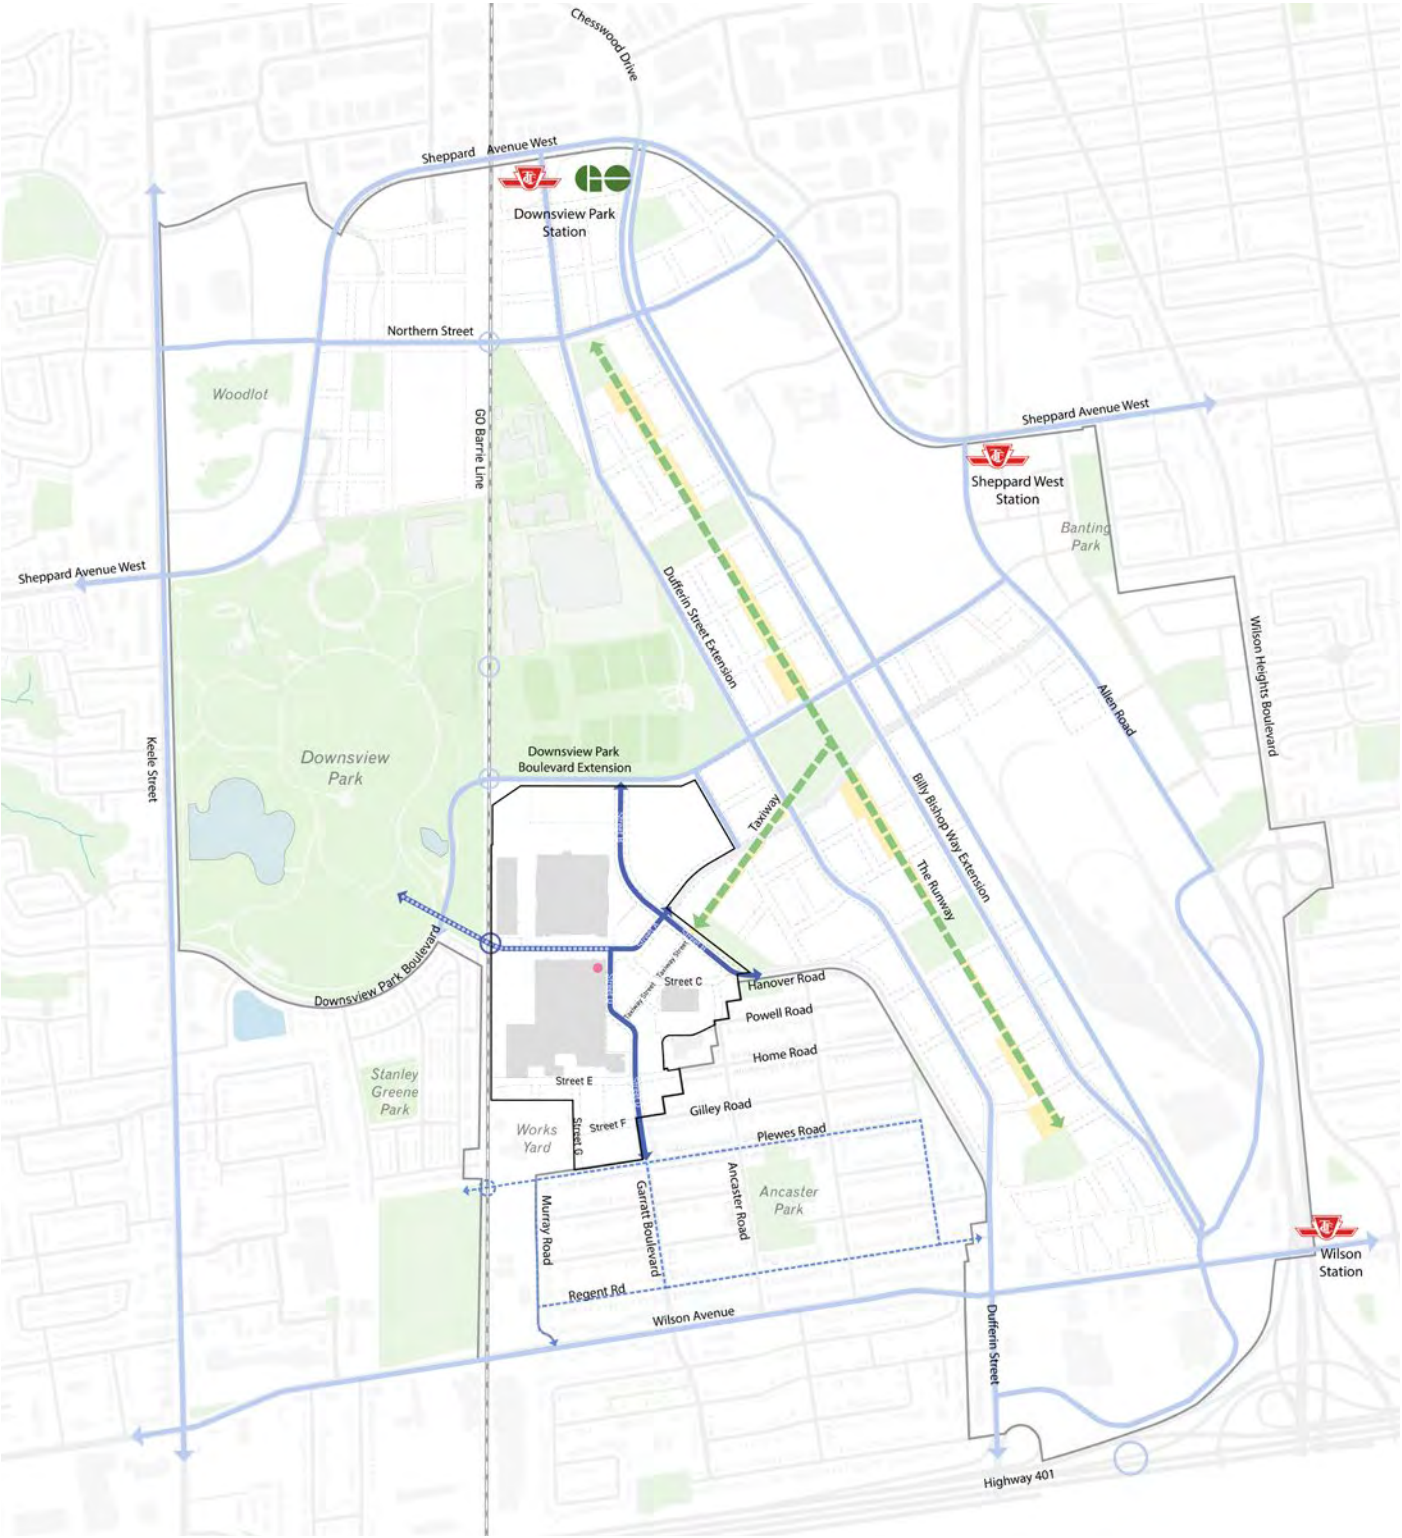 Chesswood Drive
Sheppard Avenue West
GO
Downsview Park
Station
Northern Street
Woodlot
GO Barrie Line
Sheppard Avenue West
Sheppard West
Station
Banting
Park
Sheppard Avenue West
Dufferin Street Extension
Wilson Heights Boulevard
Allen Road
Keele Street
Downsview
Park
Downsview Park
Boulevard Extension
Taxiway
Billy Bishop Way Extension
The Runway
Downsview Park Boulevard
Taxiway Street
Taxiway Street
Street C
Hanover Road
Powell Road
Home Road
Stanley
Greene
Park
Street E
Gilley Road
Works
Yard
Street G
Street F
Plewes Road
Murray Road
Garratt Boulevard
Ancaster Road
Ancaster
Park
Regent Rd
Wilson Avenue
Wilson
Station
Dufferin Street
Highway 401